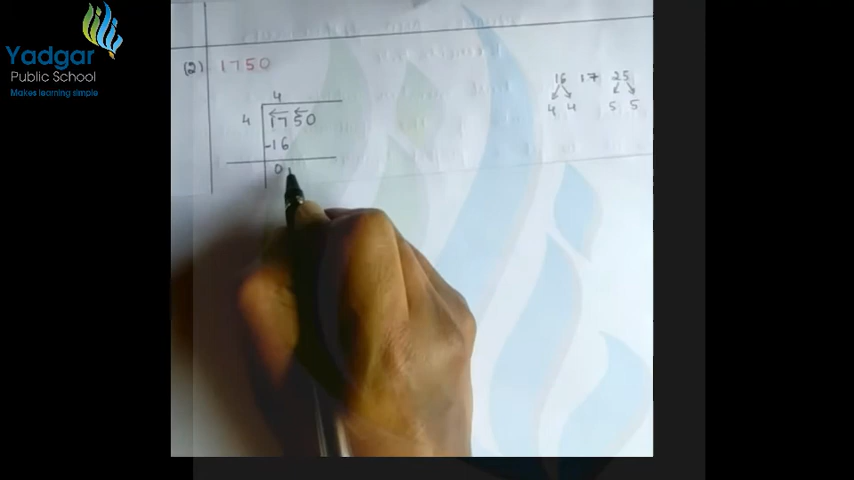 Yadgar
Public School
Makes learning simple
(2) 1750
16 17 25
4 4 5 5
4
4 1750
-16
0